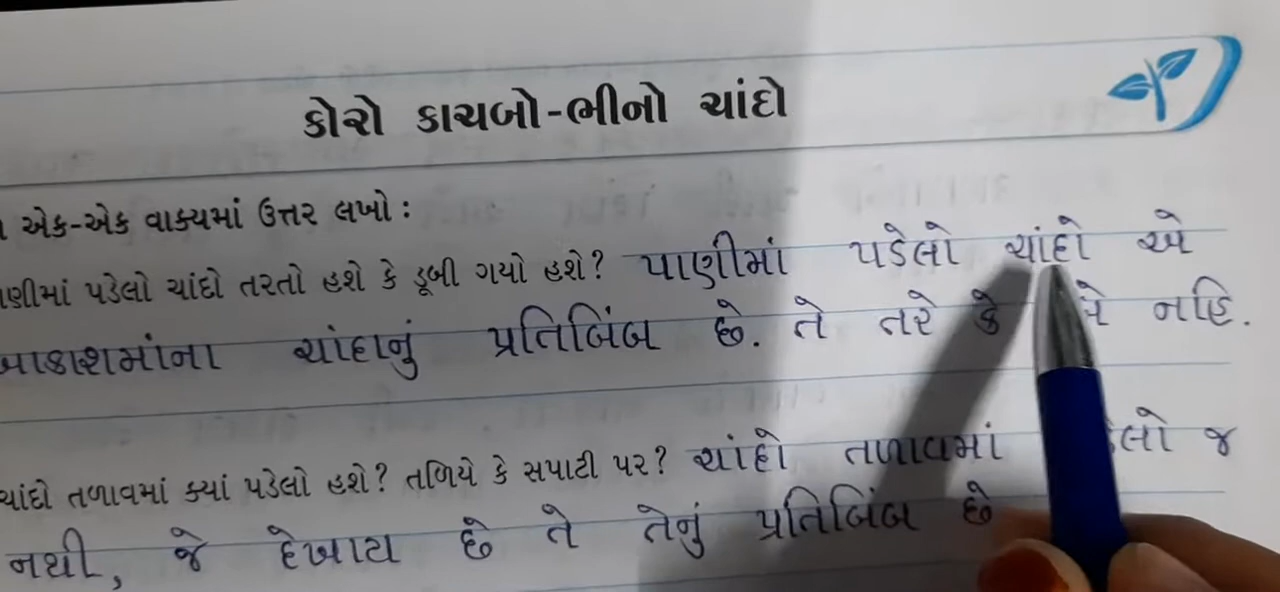 કોરો કાચબો-ભીનો ચાંદો
એક-એક વાક્યમાં ઉત્તર લખો :
પડેલો ચાંદો તરતો હશે કે ડૂબી ગયો હશે? પાણીમાં પડેલો ચાંદો એ
આકાશમાંના ચાંદાનું પ્રતિબિંબ છે. તે તરે કે નહિ.
ચાંદો તળાવમાં ક્યાં પડેલો હશે? તળિયે કે સપાટી પર? ચાંદો તળાવમાં જ
નથી, જે દેખાય છે તે તેનું પ્રતિબિંબ છે